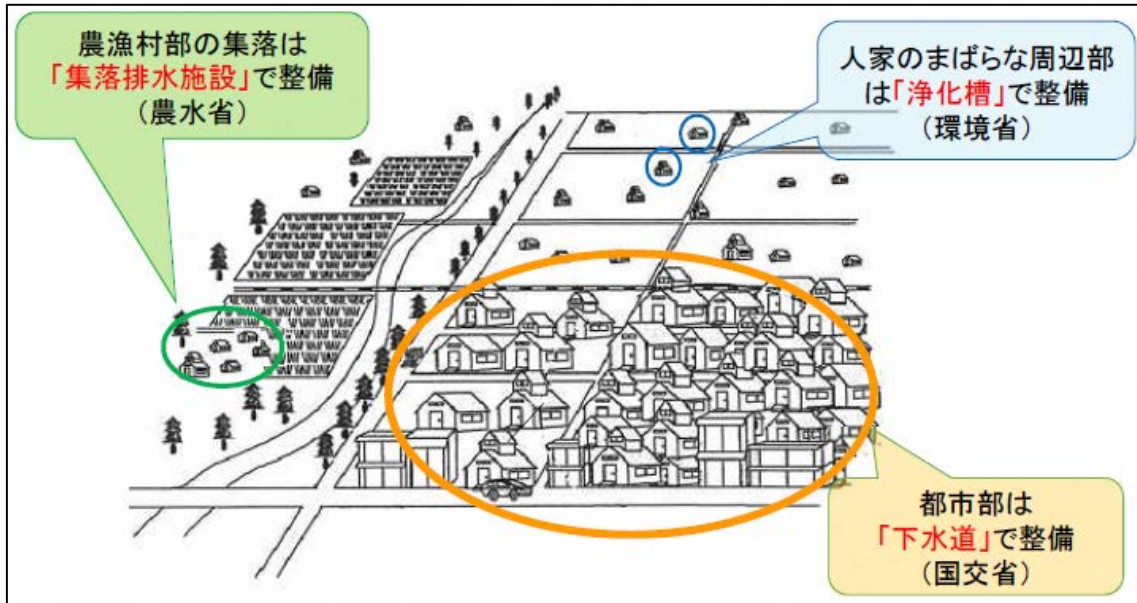 農漁村部の集落は
「集落排水施設」で整備
（農水省）
人家のまばらな周辺部
は「浄化槽」で整備
（環境省）
都市部は
「下水道」で整備
（国交省）